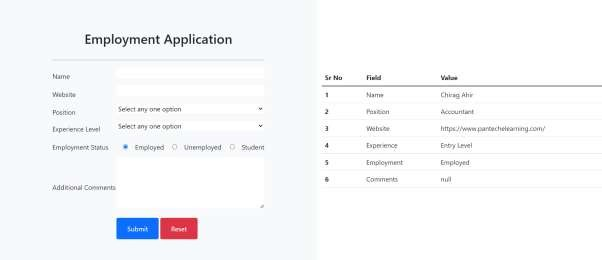 Employment Application
Name
Website
Position Select any one option
Experience Level Select any one option
Employment Status Employed Unemployed Student
Additional Comments
Submit Reset
Sr No Field Value
1 Name Chirag Ahir
2 Position Accountant
3 Website https://www.pantechelearning.com/
4 Experience Entry Level
5 Employment Employed
6 Comments null